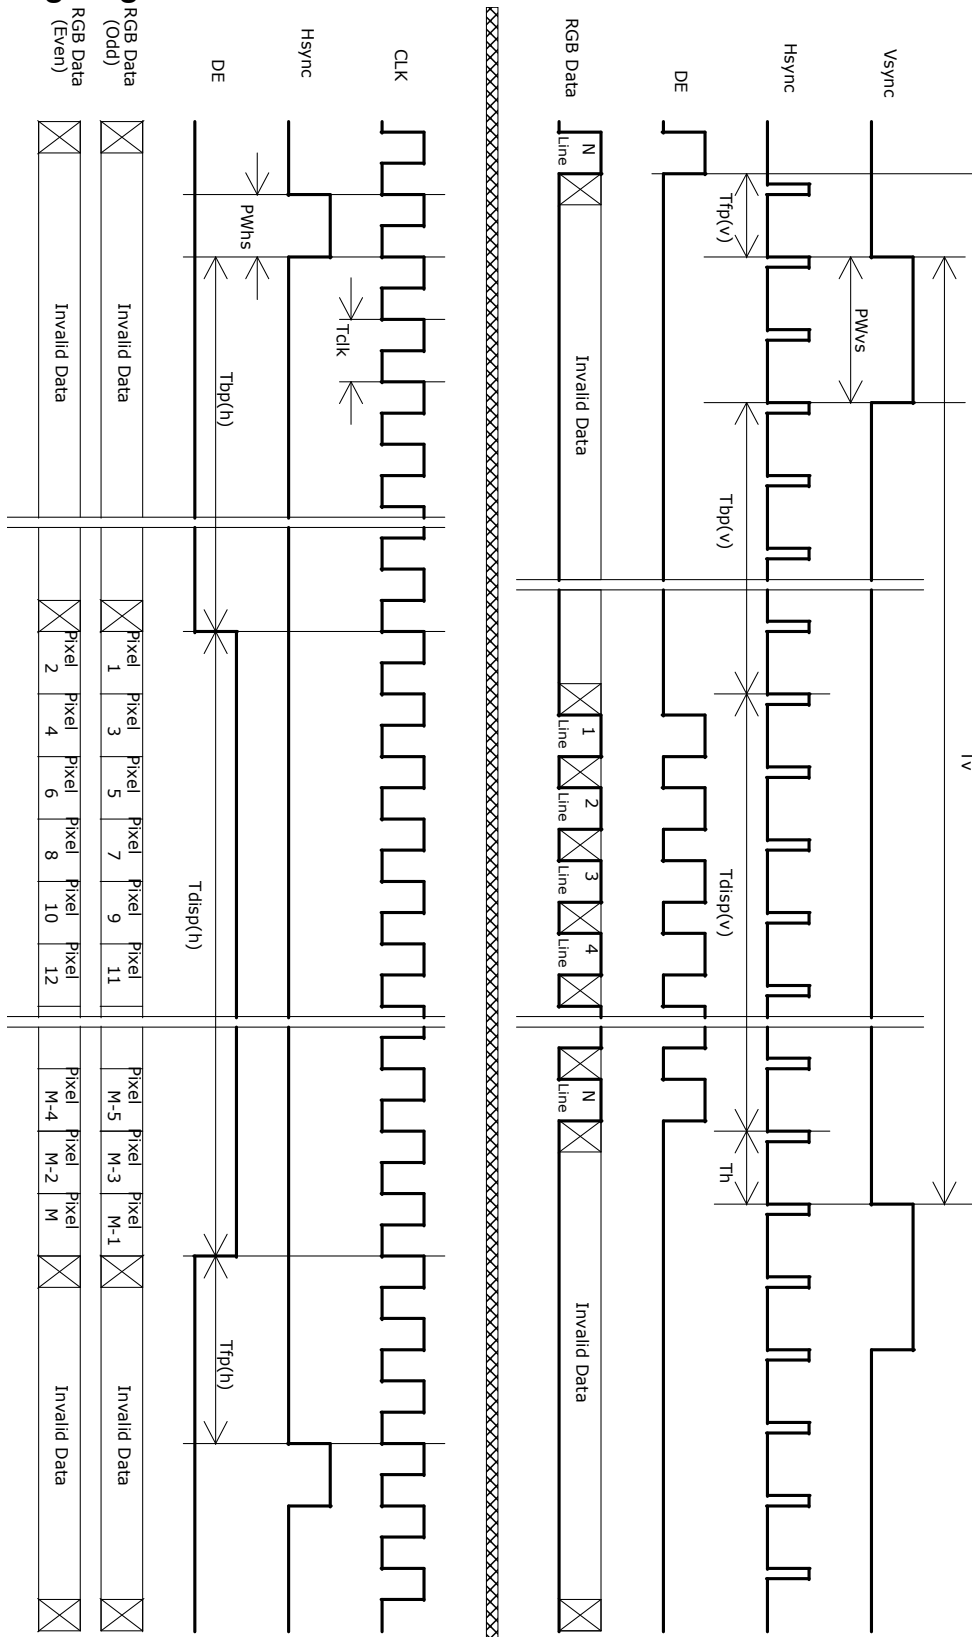 Tv
Vsync
PWvs
Hsync
Tfp(v) Tbp(v) Tdisp(v) Th
DE
RGB Data
N 1 2 3 4 N
Invalid Data Invalid Data
Line Line Line Line Line Line
CLK
Tclk
Hsync
PWhs
DE
Tbp(h) Tfp(h)
Tdisp(h)
RGB Data
(Odd)
Pixel Pixel Pixel Pixel Pixel Pixel Pixel Pixel Pixel
Invalid Data 1 3 5 7 9 11 M-5 M-3 M-1 Invalid Data
RGB Data
(Even)
Pixel Pixel Pixel Pixel Pixel Pixel Pixel Pixel Pixel
Invalid Data 2 4 6 8 10 12 M-4 M-2 M Invalid Data